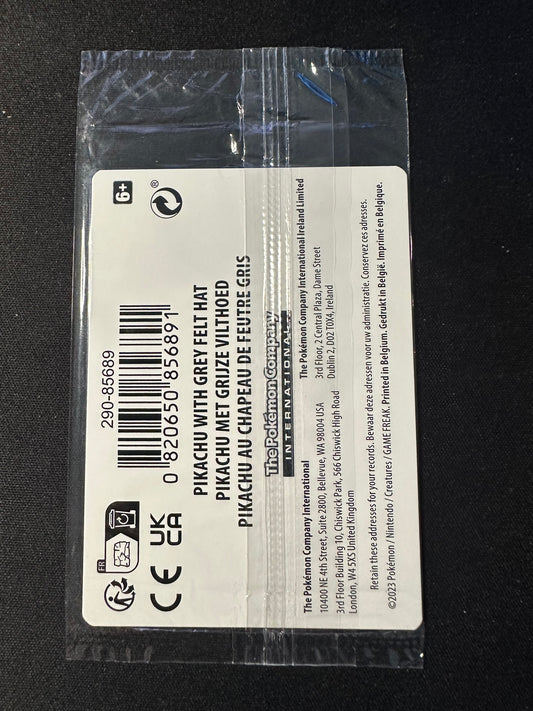 6+
®
290-85689
0 820650 856891
FR
CE
UK
CA
PIKACHU WITH GREY FELT HAT
PIKACHU MET GRIJZE VILTHOED
PIKACHU AU CHAPEAU DE FEUTRE GRIS
The Pokémon Company
INTERNATIONAL
The Pokémon Company International
10400 NE 4th Street, Suite 2800, Bellevue, WA 98004 USA
3rd Floor Building 10, Chiswick Park, 566 Chiswick High Road
London, W4 5XS United Kingdom
The Pokémon Company International Ireland Limited
3rd Floor, 2 Central Plaza, Dame Street
Dublin 2, D02 T0X4, Ireland
Retain these addresses for your records. Bewaar deze adressen voor uw administratie. Conservez ces adresses.
©2023 Pokémon / Nintendo / Creatures / GAME FREAK. Printed in Belgium. Gedrukt in België. Imprimé en Belgique.